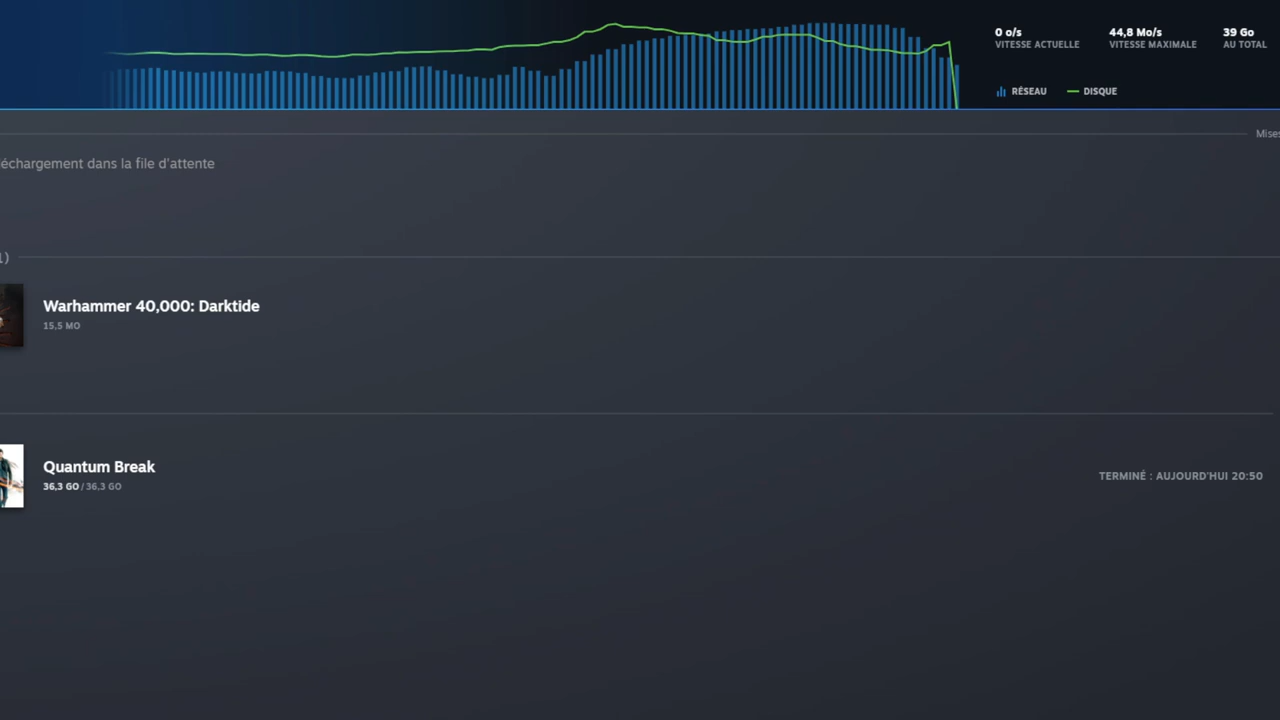 0 o/s 44,8 Mo/s 39 Go
VITESSE ACTUELLE VITESSE MAXIMALE AU TOTAL
RÉSEAU DISQUE
Mises
échargement dans la file d'attente
1)
Warhammer 40,000: Darktide
15,5 MO
Quantum Break
36,3 GO / 36,3 GO
TERMINÉ : AUJOURD'HUI 20:50